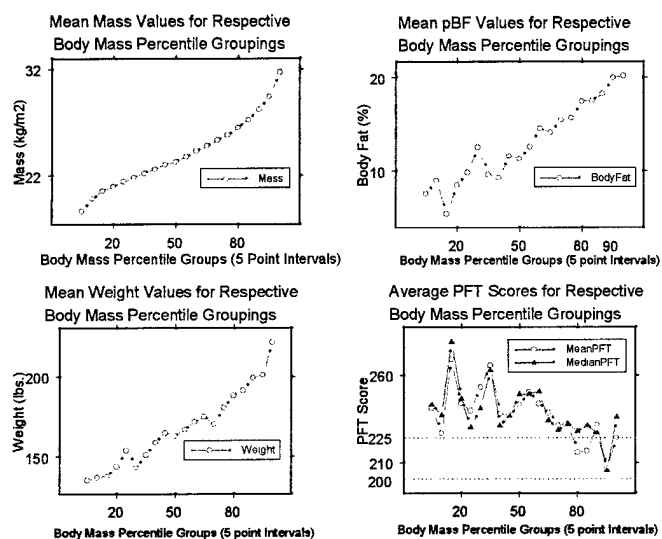 Mean Mass Values for Respective
Body Mass Percentile Groupings
32
22
Mass (kg/m2)
Mass
20 50 80
Body Mass Percentile Groups (5 Point Intervals)
Mean pBF Values for Respective
Body Mass Percentile Groupings
20
10
Body Fat (%)
BodyFat
20 50 80 90
Body Mass Percentile Groups (5 point Intervals)
Mean Weight Values for Respective
Body Mass Percentile Groupings
200
150
Weight (lbs.)
Weight
20 50 80
Body Mass Percentile Groups (5 point Intervals)
Average PFT Scores for Respective
Body Mass Percentile Groupings
260
225
210
200
PFT Score
MeanPFT
MedianPFT
20 50 80
Body Mass Percentile Groups (5 point Intervals)